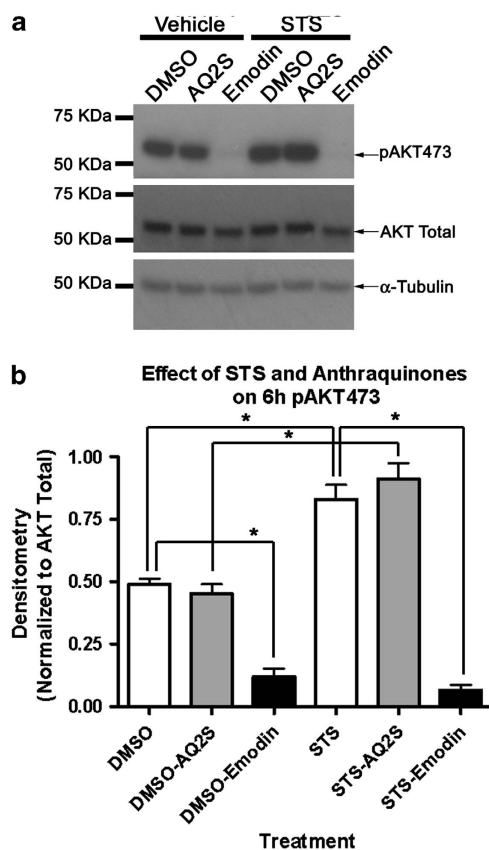 a
Vehicle STS
DMSO AQ2S Emodin DMSO AQ2S Emodin
75 KDa
50 KDa
pAKT473
75 KDa
50 KDa
AKT Total
50 KDa
α-Tubulin
b
Effect of STS and Anthraquinones
on 6h pAKT473
* * * *
Densitometry
(Normalized to AKT Total)
1.00
0.75
0.50
0.25
0.00
DMSO DMSO-AQ2S DMSO-Emodin STS STS-AQ2S STS-Emodin
Treatment